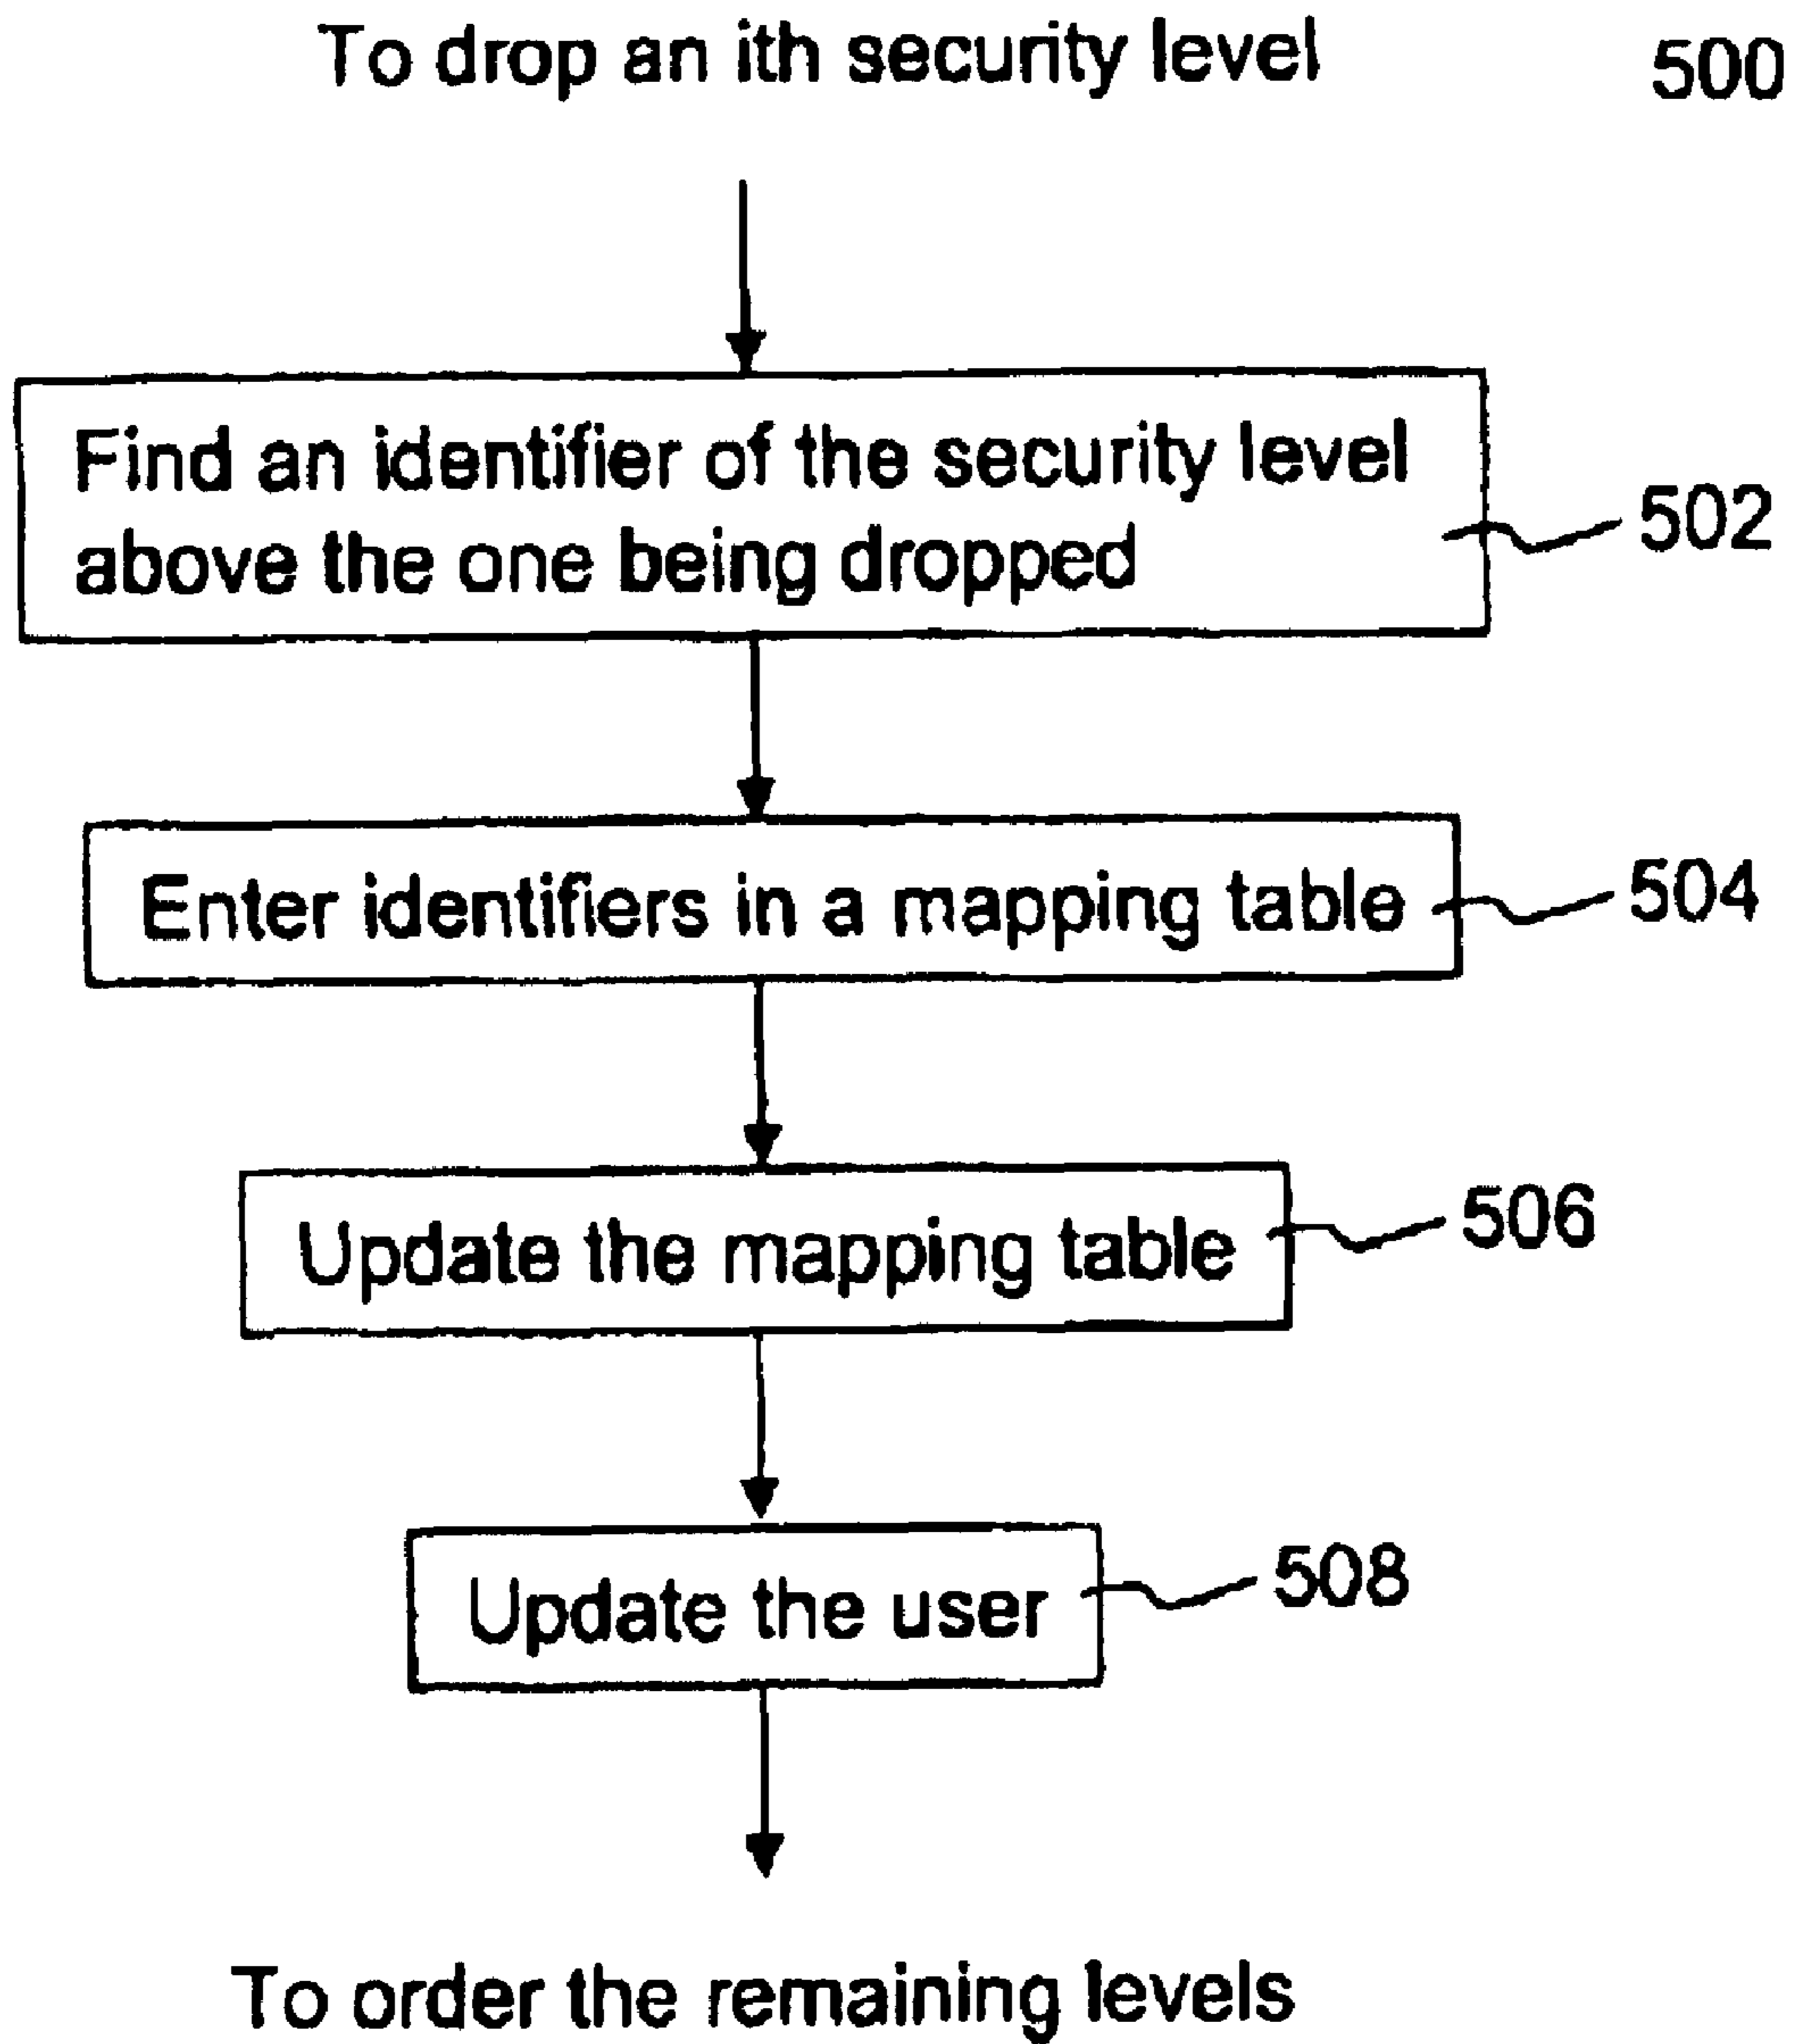 To drop an ith security level
500
Find an identifier of the security level
above the one being dropped
502
Enter identifiers in a mapping table
504
Update the mapping table
506
Update the user
508
To order the remaining levels